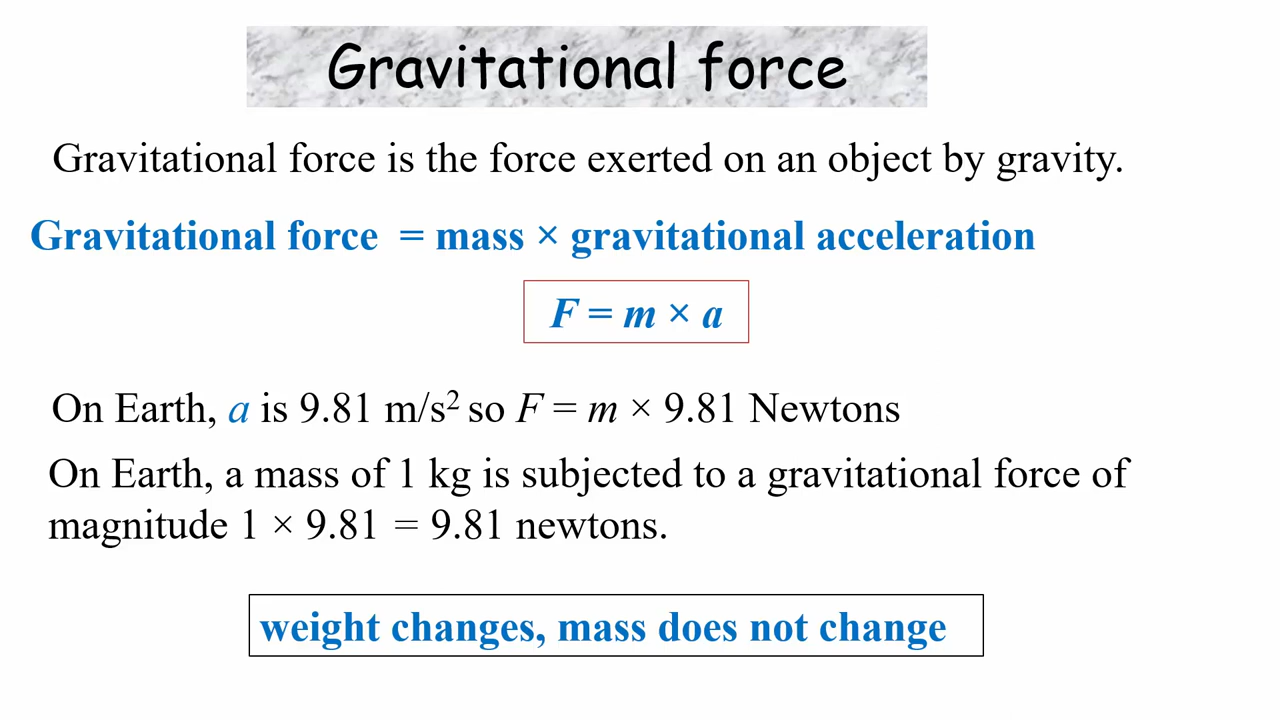 Gravitational force
Gravitational force is the force exerted on an object by gravity.
Gravitational force = mass × gravitational acceleration
F = m × a
On Earth, a is 9.81 m/s² so F = m × 9.81 Newtons
On Earth, a mass of 1 kg is subjected to a gravitational force of
magnitude 1 × 9.81 = 9.81 newtons.
weight changes, mass does not change